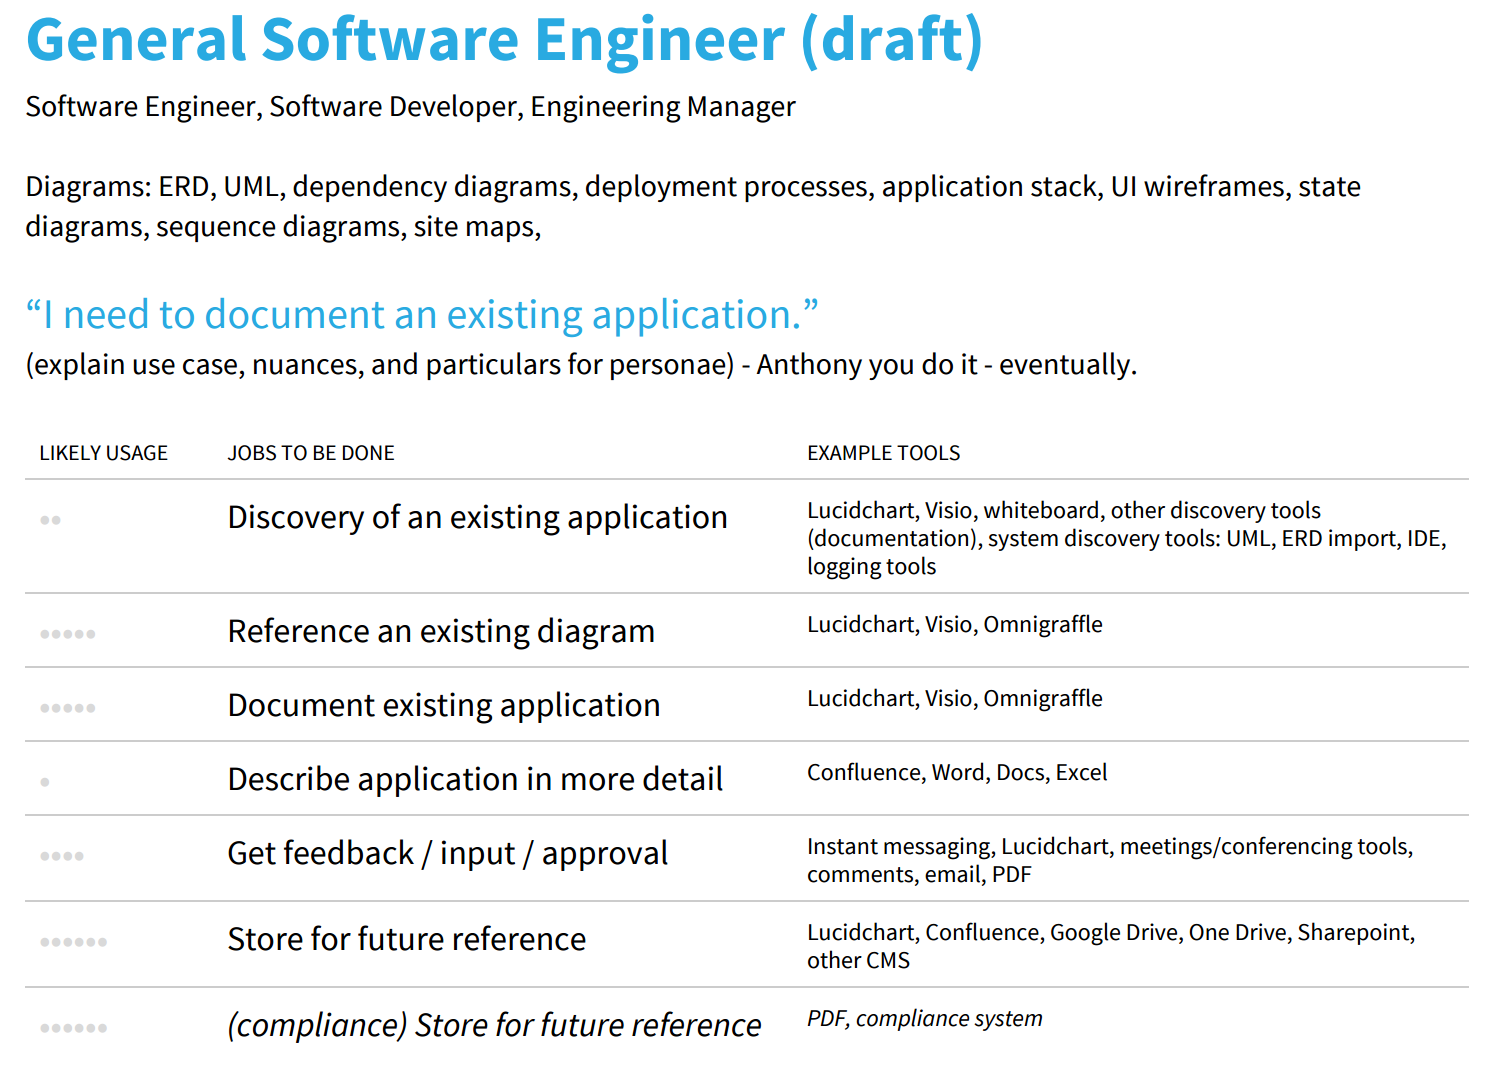 General Software Engineer (draft)
Software Engineer, Software Developer, Engineering Manager
Diagrams: ERD, UML, dependency diagrams, deployment processes, application stack, UI wireframes, state
diagrams, sequence diagrams, site maps,
“I need to document an existing application.”
(explain use case, nuances, and particulars for personae) - Anthony you do it - eventually.
LIKELY USAGE JOBS TO BE DONE EXAMPLE TOOLS
Discovery of an existing application
Lucidchart, Visio, whiteboard, other discovery tools
(documentation), system discovery tools: UML, ERD import, IDE,
logging tools
Reference an existing diagram
Lucidchart, Visio, Omnigraffle
Document existing application
Lucidchart, Visio, Omnigraffle
Describe application in more detail
Confluence, Word, Docs, Excel
Get feedback / input / approval
Instant messaging, Lucidchart, meetings/conferencing tools,
comments, email, PDF
Store for future reference
Lucidchart, Confluence, Google Drive, One Drive, Sharepoint,
other CMS
(compliance) Store for future reference
PDF, compliance system